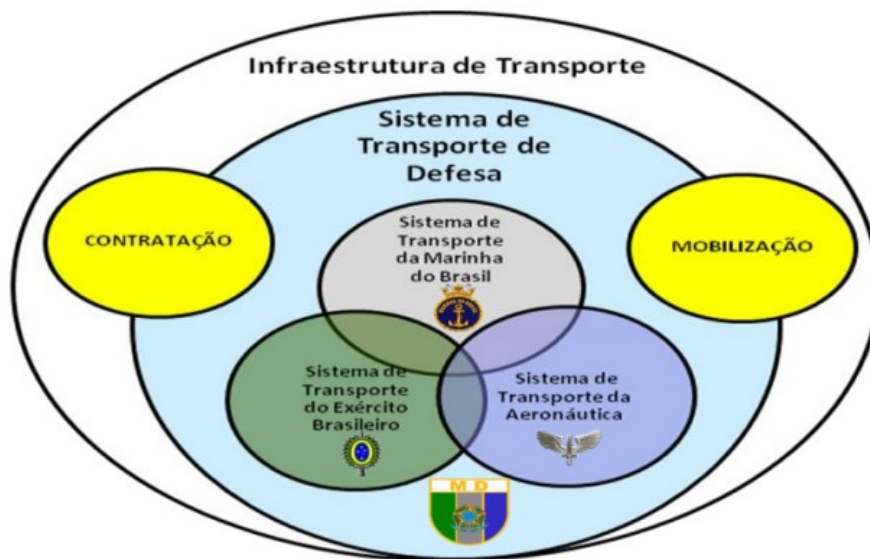 Infraestrutura de Transporte
Sistema de
Transporte de
Defesa
CONTRATAÇÃO
Sistema de
Transporte
da Marinha
do Brasil
MOBILIZAÇÃO
Sistema de
Transporte
do Exército
Brasileiro
Sistema de
Transporte da
Aeronáutica
M D